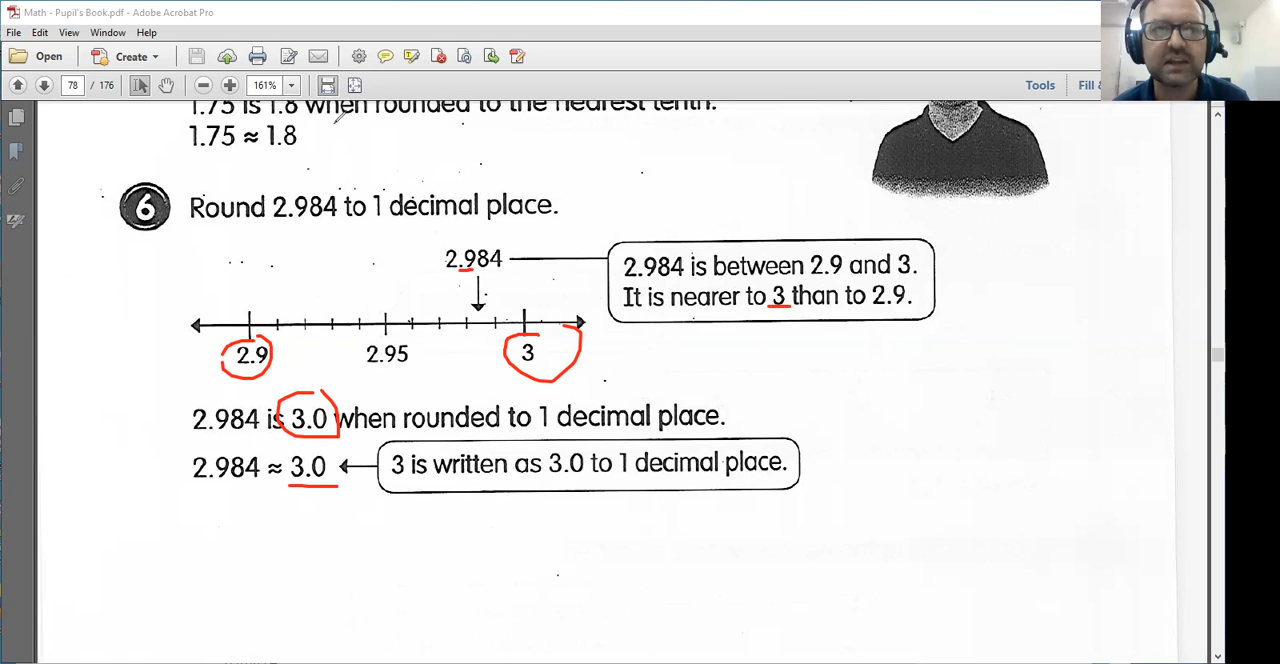 Math - Pupil's Book.pdf - Adobe Acrobat Pro
File Edit View Window Help
Open Create
78 / 176 161% Tools Fill &
1.75 is 1.8 when rounded to the nearest tenth.
1.75 ≈ 1.8
6 Round 2.984 to 1 decimal place.
2.984
2.984 is between 2.9 and 3.
It is nearer to 3 than to 2.9.
2.9 2.95 3
2.984 is 3.0 when rounded to 1 decimal place.
2.984 ≈ 3.0
3 is written as 3.0 to 1 decimal place.